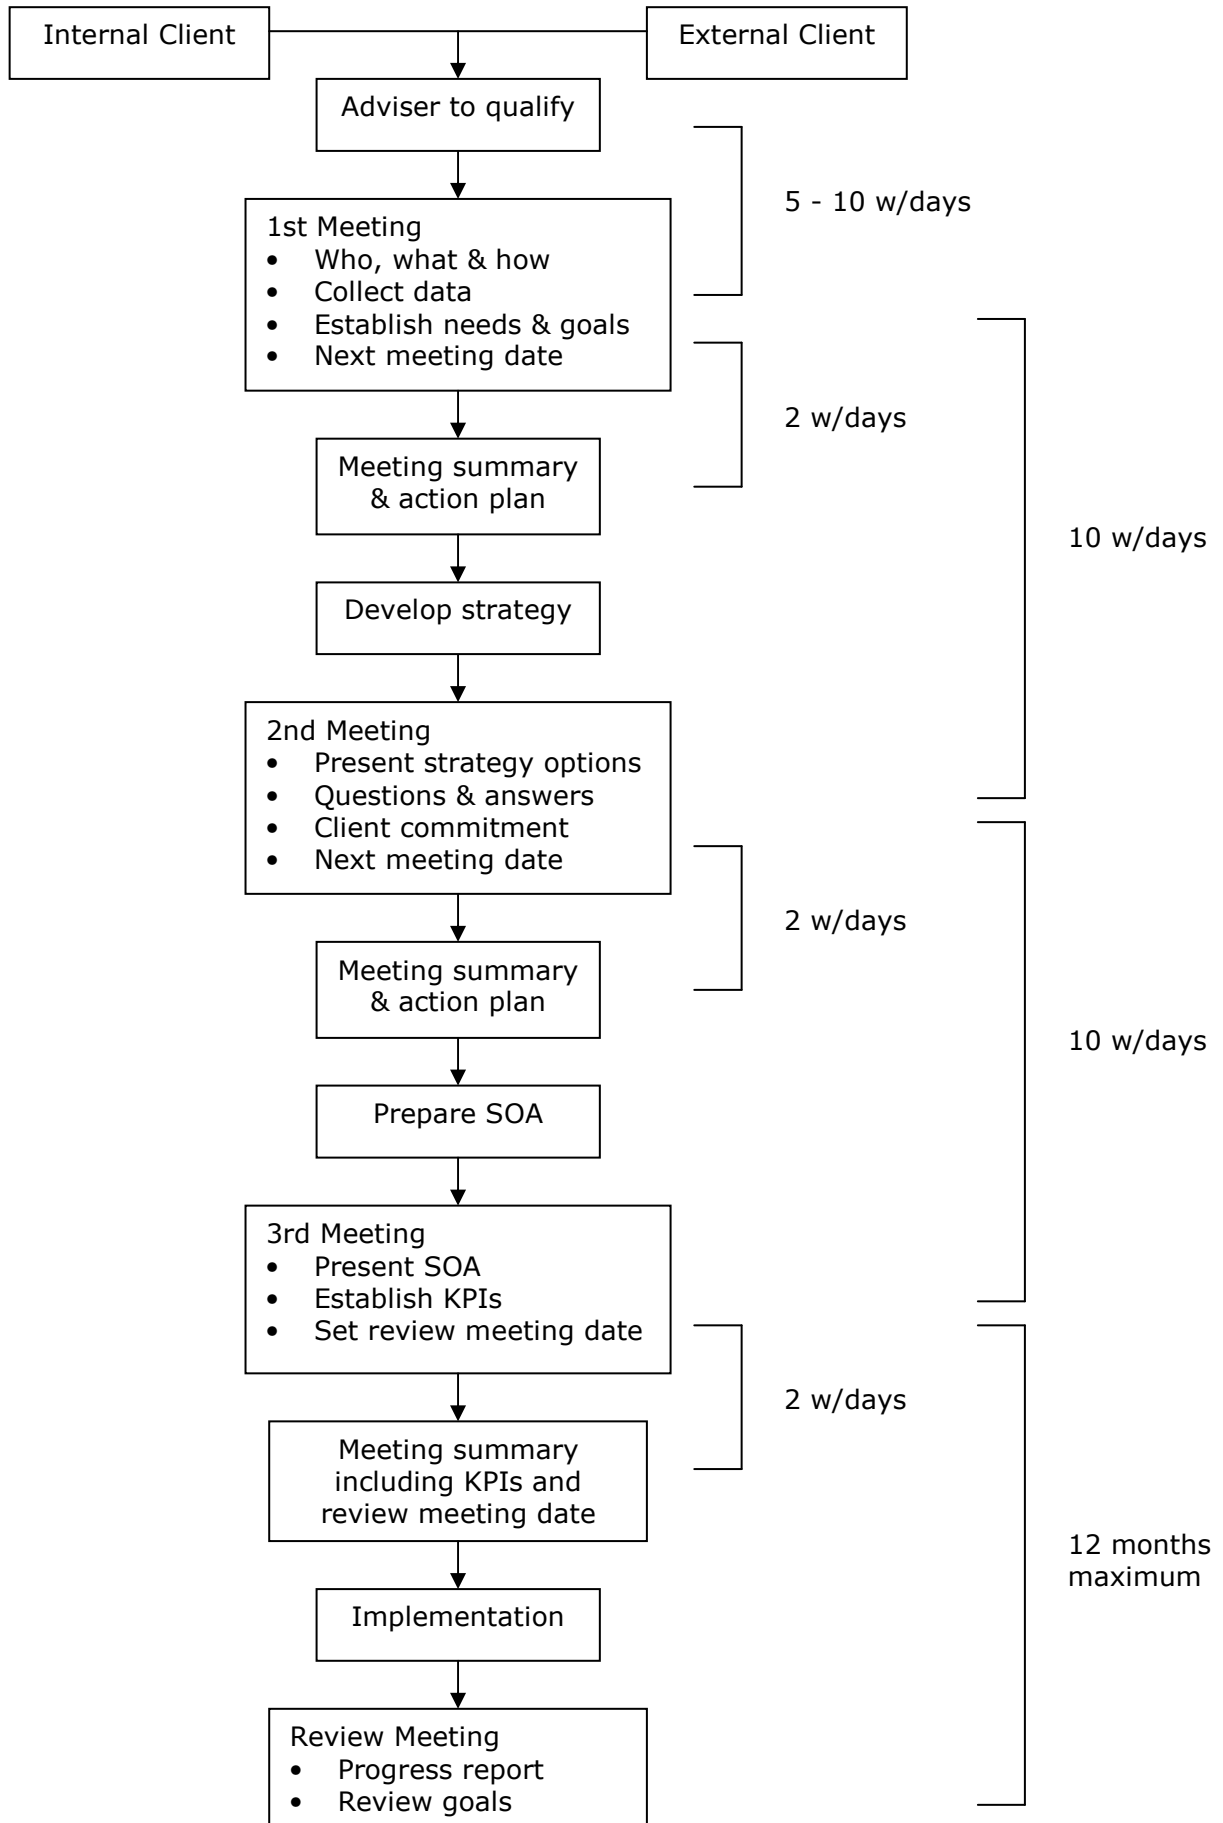 Internal Client
External Client
Adviser to qualify
5 - 10 w/days
1st Meeting
• Who, what & how
• Collect data
• Establish needs & goals
• Next meeting date
2 w/days
10 w/days
Meeting summary
& action plan
Develop strategy
2nd Meeting
• Present strategy options
• Questions & answers
• Client commitment
• Next meeting date
2 w/days
10 w/days
Meeting summary
& action plan
Prepare SOA
3rd Meeting
• Present SOA
• Establish KPIs
• Set review meeting date
2 w/days
12 months
maximum
Meeting summary
including KPIs and
review meeting date
Implementation
Review Meeting
• Progress report
• Review goals